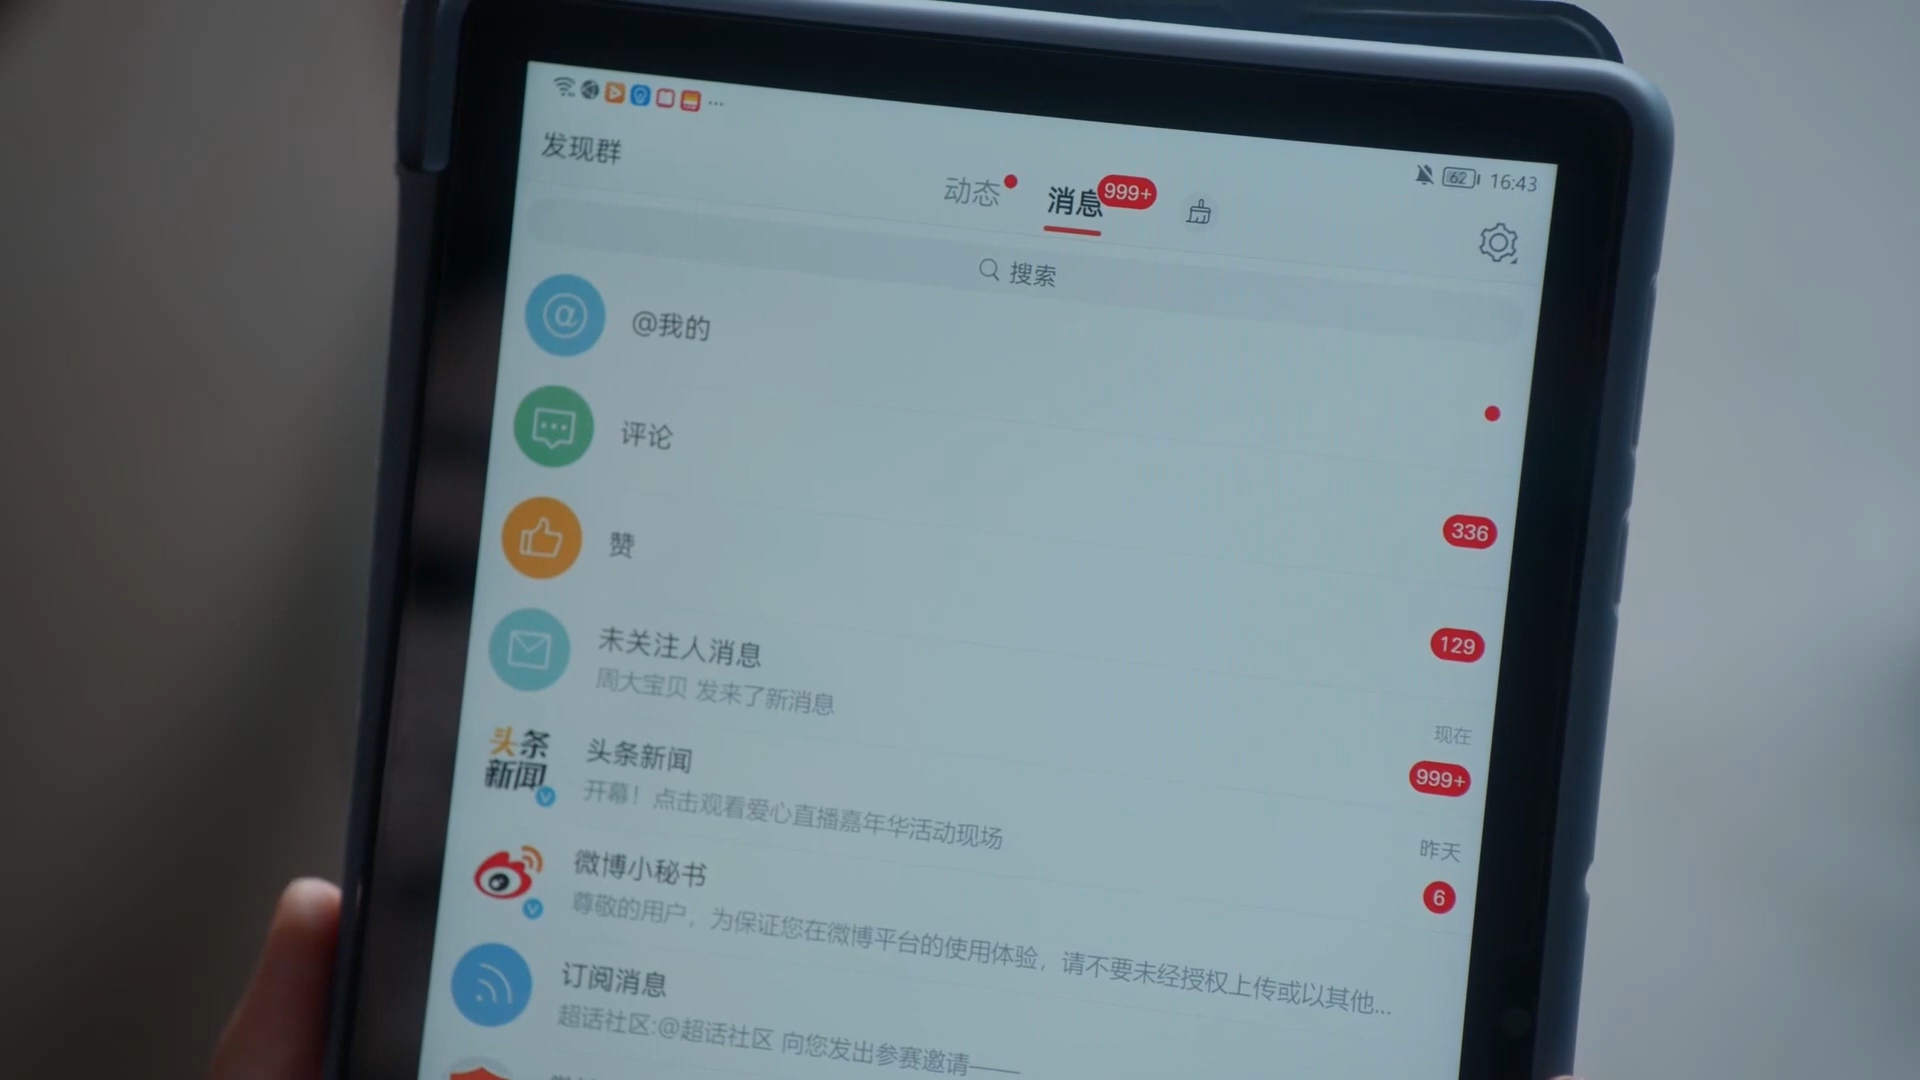 62 16:43
发现群
动态 消息 999+
搜索
@我的
评论
336
赞
129
未关注人消息
现在
周大宝贝 发来了新消息
999+
头条新闻
头条新闻
昨天
开幕！点击观看爱心直播嘉年华活动现场
6
微博小秘书
尊敬的用户，为保证您在微博平台的使用体验，请不要未经授权上传或以其他...
订阅消息
超话社区:@超话社区 向您发出参赛邀请——